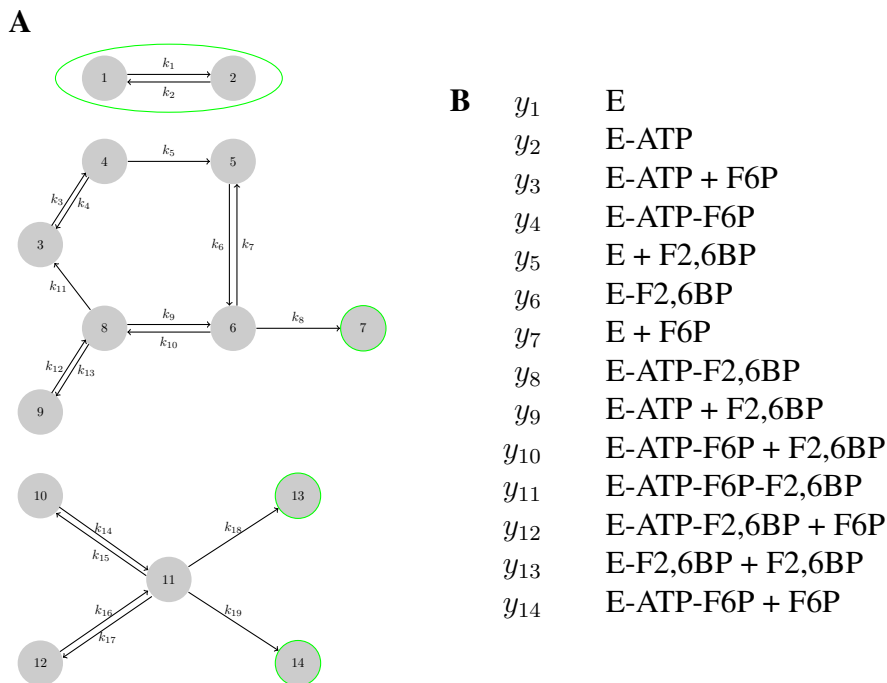 A
k₁
1
2
k₂
4
k₅
5
k₃
k₄
3
k₆
k₇
k₁₁
8
k₉
k₁₀
6
k₈
7
k₁₂
k₁₃
9
10
13
k₁₄
k₁₅
k₁₈
11
k₁₆
k₁₇
k₁₉
12
14
B
y₁ E
y₂ E-ATP
y₃ E-ATP + F6P
y₄ E-ATP-F6P
y₅ E + F2,6BP
y₆ E-F2,6BP
y₇ E + F6P
y₈ E-ATP-F2,6BP
y₉ E-ATP + F2,6BP
y₁₀ E-ATP-F6P + F2,6BP
y₁₁ E-ATP-F6P-F2,6BP
y₁₂ E-ATP-F2,6BP + F6P
y₁₃ E-F2,6BP + F2,6BP
y₁₄ E-ATP-F6P + F6P